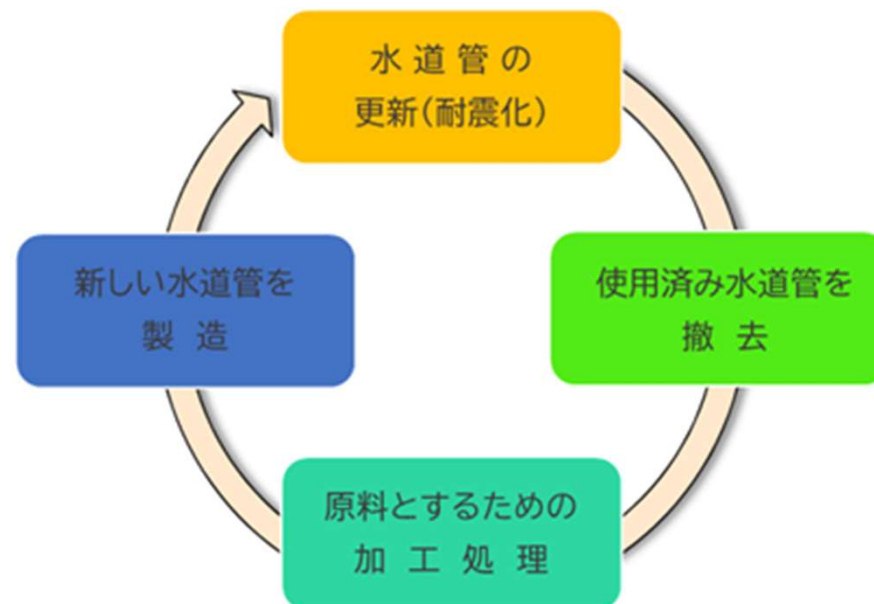 水道管の
更新(耐震化)
使用済み水道管を
撤去
原料とするための
加工処理
新しい水道管を
製造